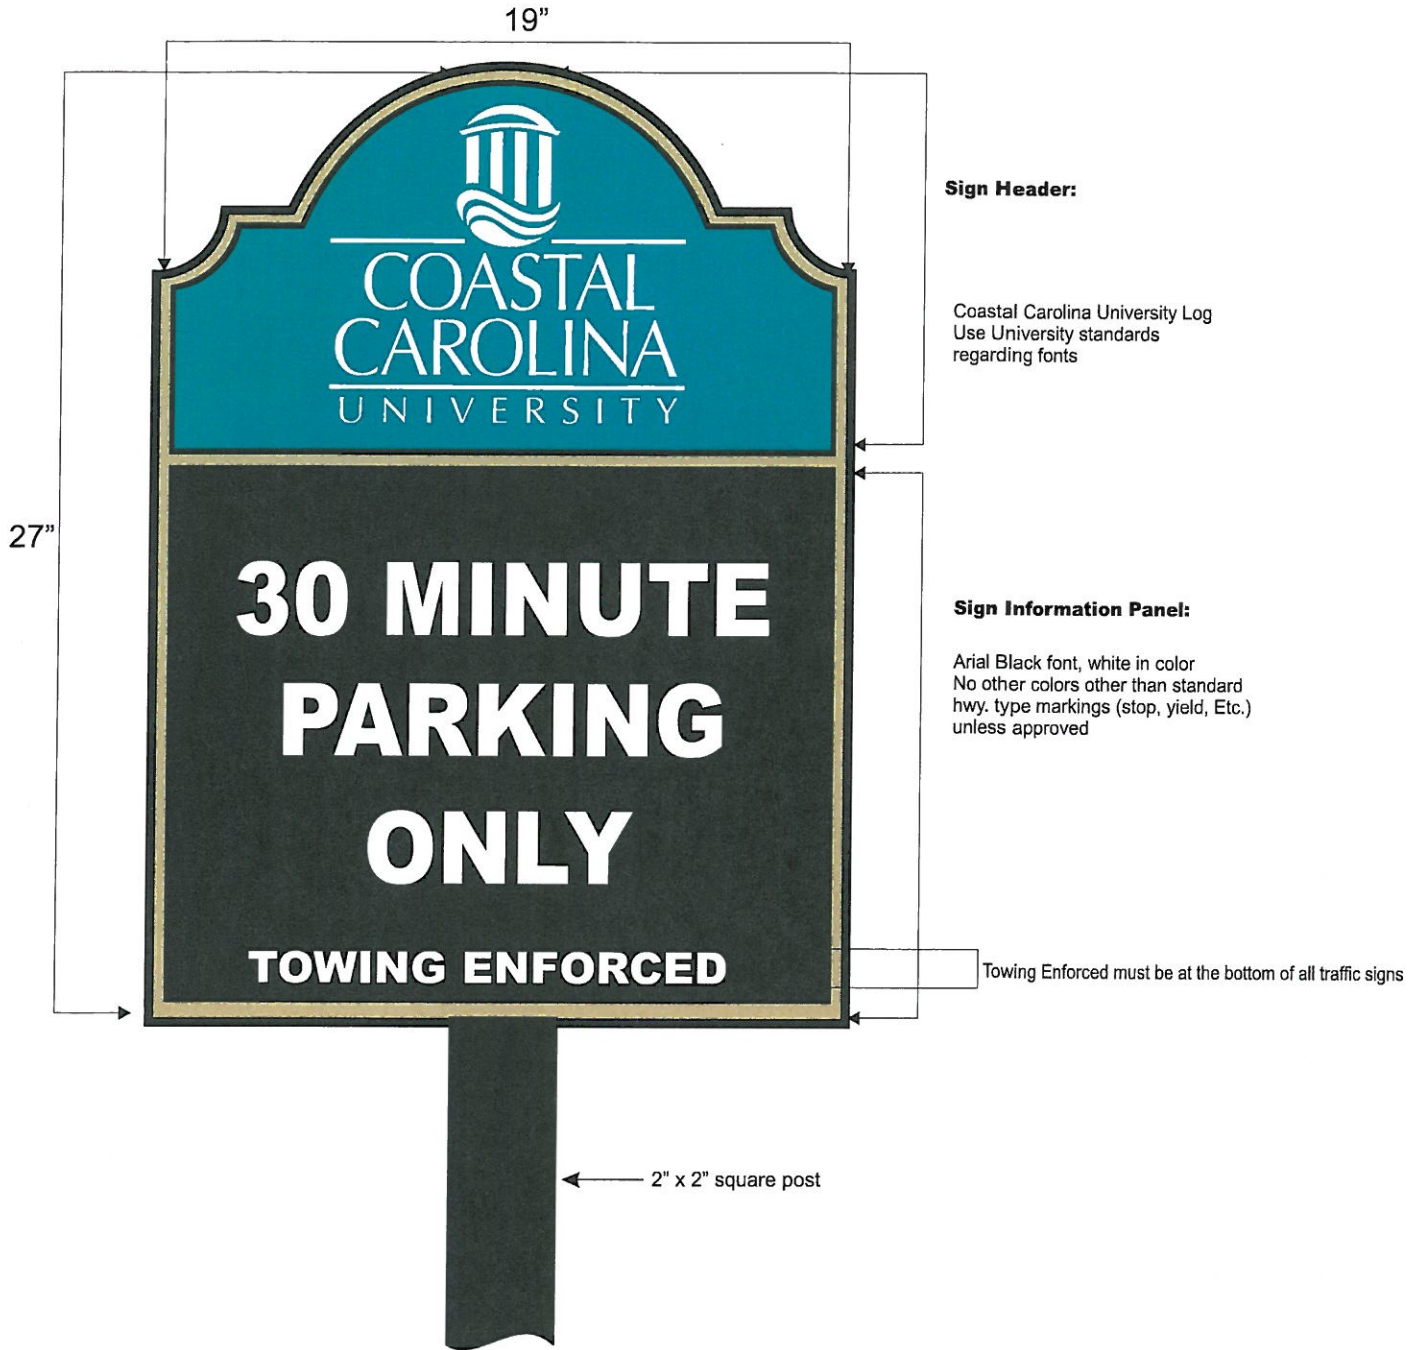 19”
Sign Header:
COASTAL
CAROLINA
UNIVERSITY
Coastal Carolina University Log
Use University standards
regarding fonts
27”
30 MINUTE
PARKING
ONLY
TOWING ENFORCED
Sign Information Panel:
Arial Black font, white in color
No other colors other than standard
hwy. type markings (stop, yield, Etc.)
unless approved
Towing Enforced must be at the bottom of all traffic signs
2” x 2” square post